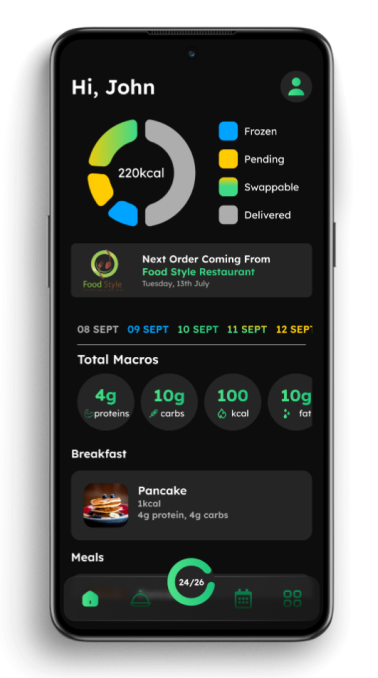 Hi, John
220kcal
Frozen
Pending
Swappable
Delivered
Food Style
Next Order Coming From
Food Style Restaurant
Tuesday, 13th July
08 SEPT 09 SEPT 10 SEPT 11 SEPT 12 SEP
Total Macros
4g
proteins
10g
carbs
100
kcal
10g
fat
Breakfast
Pancake
1kcal
4g protein, 4g carbs
Meals
24/26